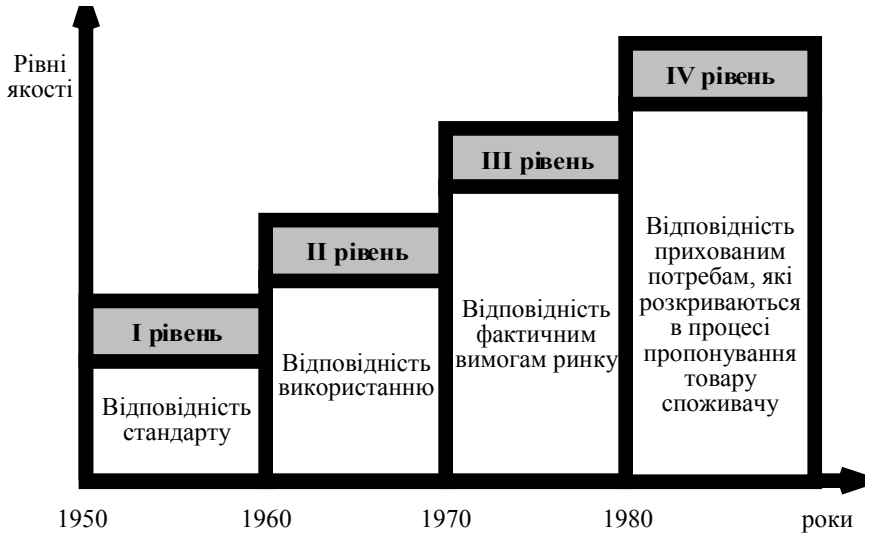 Рівні
якості
I рівень
Відповідність
стандарту
II рівень
Відповідність
використанню
III рівень
Відповідність
фактичним
вимогам ринку
IV рівень
Відповідність
прихованим
потребам, які
розкриваються
в процесі
пропонування
товару
споживачу
1950
1960
1970
1980
роки